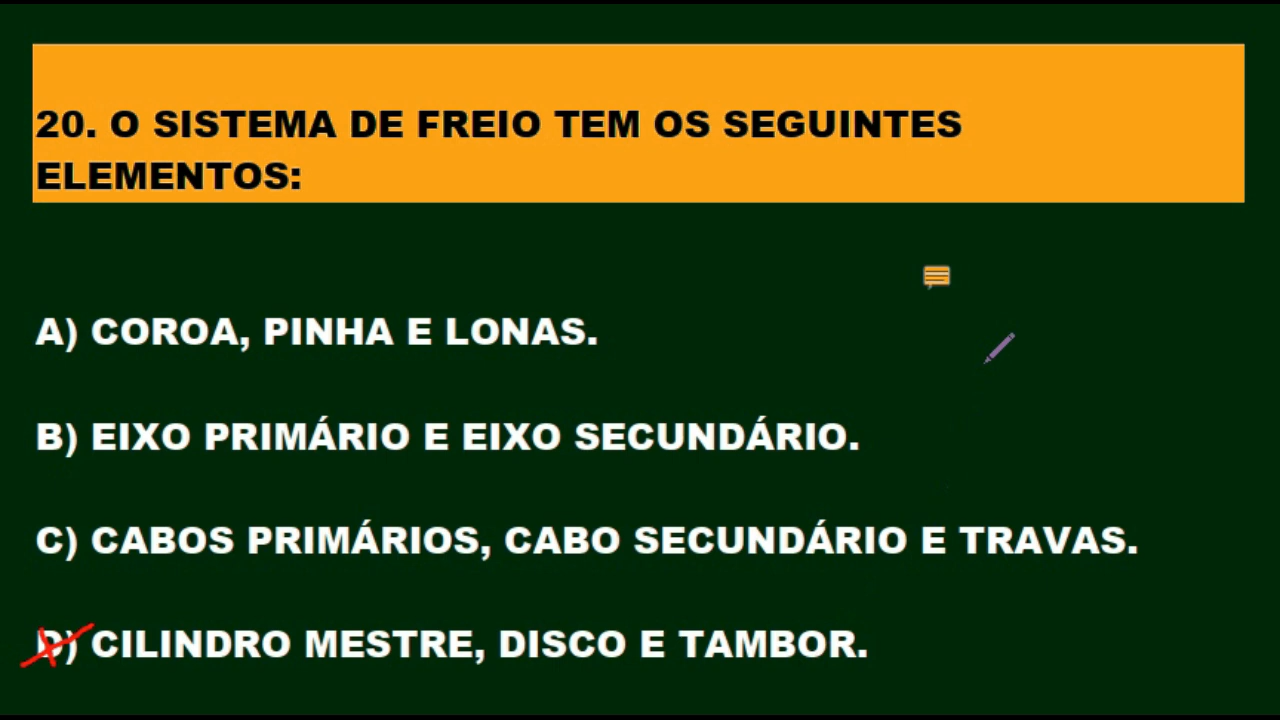 20. O SISTEMA DE FREIO TEM OS SEGUINTES
ELEMENTOS:
A) COROA, PINHA E LONAS.
B) EIXO PRIMÁRIO E EIXO SECUNDÁRIO.
C) CABOS PRIMÁRIOS, CABO SECUNDÁRIO E TRAVAS.
D) CILINDRO MESTRE, DISCO E TAMBOR.